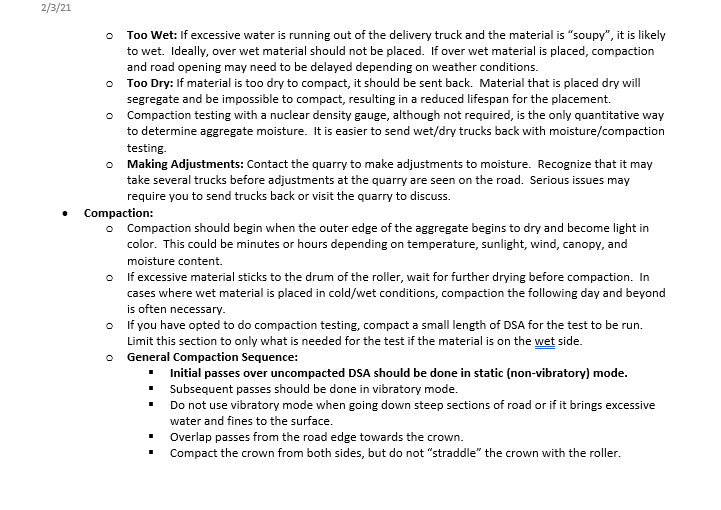 2/3/21
o Too Wet: If excessive water is running out of the delivery truck and the material is “soupy”, it is likely
to wet. Ideally, over wet material should not be placed. If over wet material is placed, compaction
and road opening may need to be delayed depending on weather conditions.
o Too Dry: If material is too dry to compact, it should be sent back. Material that is placed dry will
segregate and be impossible to compact, resulting in a reduced lifespan for the placement.
o Compaction testing with a nuclear density gauge, although not required, is the only quantitative way
to determine aggregate moisture. It is easier to send wet/dry trucks back with moisture/compaction
testing.
o Making Adjustments: Contact the quarry to make adjustments to moisture. Recognize that it may
take several trucks before adjustments at the quarry are seen on the road. Serious issues may
require you to send trucks back or visit the quarry to discuss.
• Compaction:
o Compaction should begin when the outer edge of the aggregate begins to dry and become light in
color. This could be minutes or hours depending on temperature, sunlight, wind, canopy, and
moisture content.
o If excessive material sticks to the drum of the roller, wait for further drying before compaction. In
cases where wet material is placed in cold/wet conditions, compaction the following day and beyond
is often necessary.
o If you have opted to do compaction testing, compact a small length of DSA for the test to be run.
Limit this section to only what is needed for the test if the material is on the wet side.
o General Compaction Sequence:
▪ Initial passes over uncompacted DSA should be done in static (non-vibratory) mode.
▪ Subsequent passes should be done in vibratory mode.
▪ Do not use vibratory mode when going down steep sections of road or if it brings excessive
water and fines to the surface.
▪ Overlap passes from the road edge towards the crown.
▪ Compact the crown from both sides, but do not “straddle” the crown with the roller.